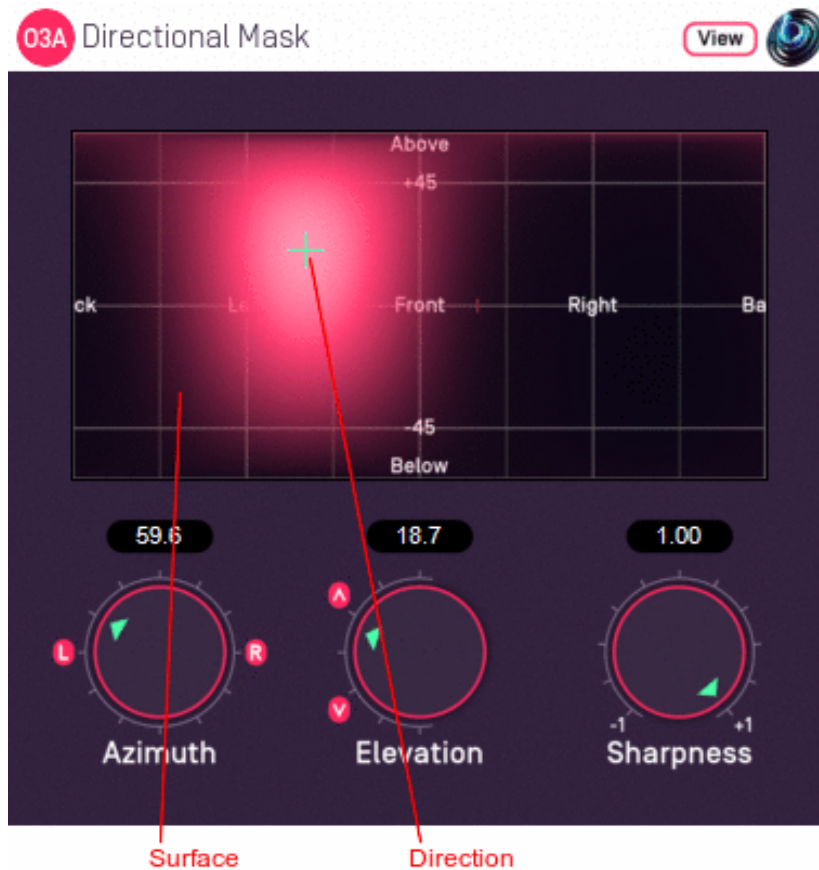 O3A Directional Mask View
Above
+45
ck Le Front Right Ba
-45
Below
59.6 18.7 1.00
L R
-1 +1
Azimuth Elevation Sharpness
Surface Direction